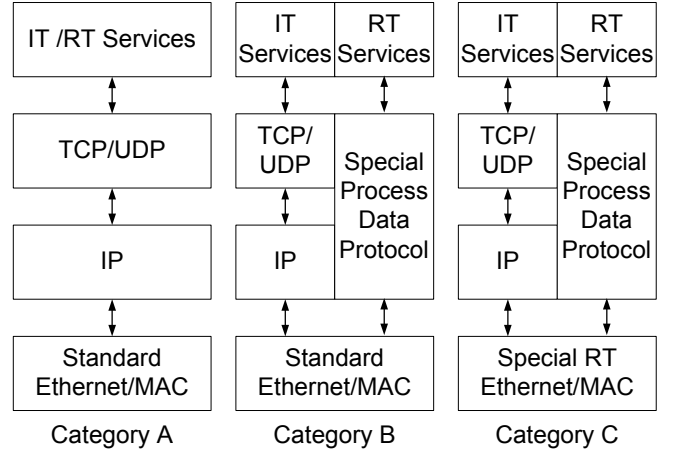 IT /RT Services
TCP/UDP
IP
Standard
Ethernet/MAC
Category A
IT
Services
RT
Services
TCP/
UDP
Special
Process
Data
Protocol
IP
Standard
Ethernet/MAC
Category B
IT
Services
RT
Services
TCP/
UDP
Special
Process
Data
Protocol
IP
Special RT
Ethernet/MAC
Category C